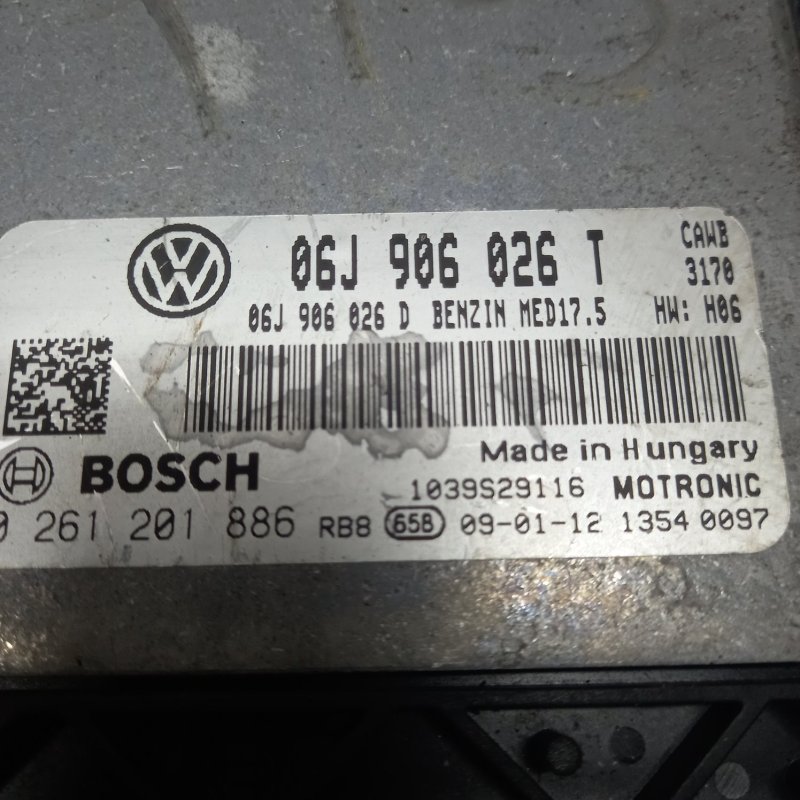 06J 906 026 T CAWB
3170
06J 906 026 D BENZIN MED17.5 HW: H06
Made in Hungary
BOSCH
1039S29116 MOTRONIC
0 261 201 886 RB8 658 09-01-12 1354 0097